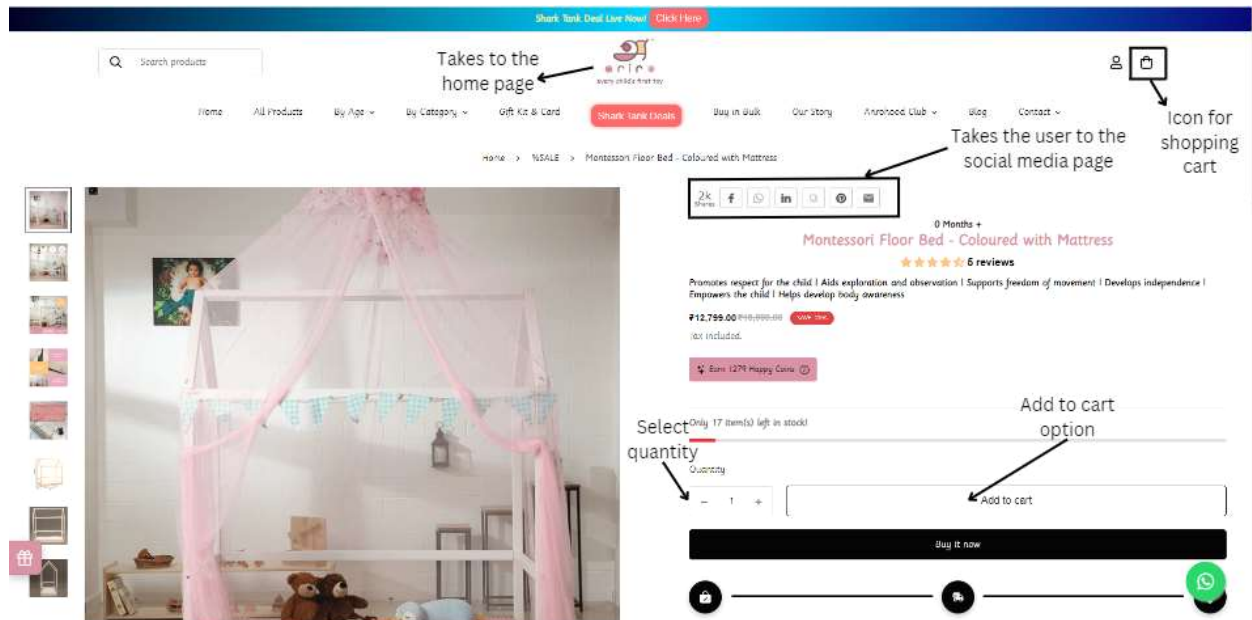 Shark Tank Deal Live Now! Click Here
Search products
Takes to the
home page
every child's first toy
Icon for
shopping
cart
Home All Products By Age By Category Gift Kit & Card Shark Tank Deals Buy in Bulk Our Story Blog Contact
Takes the user to the
social media page
Home > %SALE > Montessori Floor Bed - Coloured with Mattress
2k
Shares
0 Months +
Montessori Floor Bed - Coloured with Mattress
6 reviews
Promotes respect for the child I Aids exploration and observation I Supports freedom of movement I Develops independence I
Empowers the child I Helps develop body awareness
₹12,799.00
Tax included.
Earn 1279 Happy Coins
Add to cart
option
Select
quantity
Only 17 item(s) left in stock!
Quantity
− 1 +
Add to cart
Buy it now